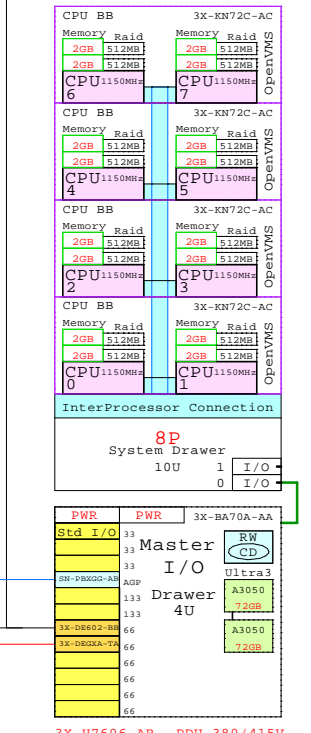 CPU BB 3X-KN72C-AC
Memory Raid Memory Raid
2GB 512MB 2GB 512MB
2GB 512MB 2GB 512MB
CPU 1150MHz CPU 1150MHz
6 7
OpenVMS
CPU BB 3X-KN72C-AC
Memory Raid Memory Raid
2GB 512MB 2GB 512MB
2GB 512MB 2GB 512MB
CPU 1150MHz CPU 1150MHz
4 5
OpenVMS
CPU BB 3X-KN72C-AC
Memory Raid Memory Raid
2GB 512MB 2GB 512MB
2GB 512MB 2GB 512MB
CPU 1150MHz CPU 1150MHz
2 3
OpenVMS
CPU BB 3X-KN72C-AC
Memory Raid Memory Raid
2GB 512MB 2GB 512MB
2GB 512MB 2GB 512MB
CPU 1150MHz CPU 1150MHz
0 1
OpenVMS
InterProcessor Connection
8P
System Drawer
10U 1 I/O
0 I/O
PWR PWR 3X-BA70A-AA
Std I/O 33
33
33
SN-PBXGG-AB AGP
133
133
3X-DE602-BB 66
3X-DEGXA-TA 66
66
66
66
66
Master
I/O
Drawer
4U
RW
CD
Ultra3
A3050
72GB
A3050
72GB
3X-H7606-AB PDU 380/415V